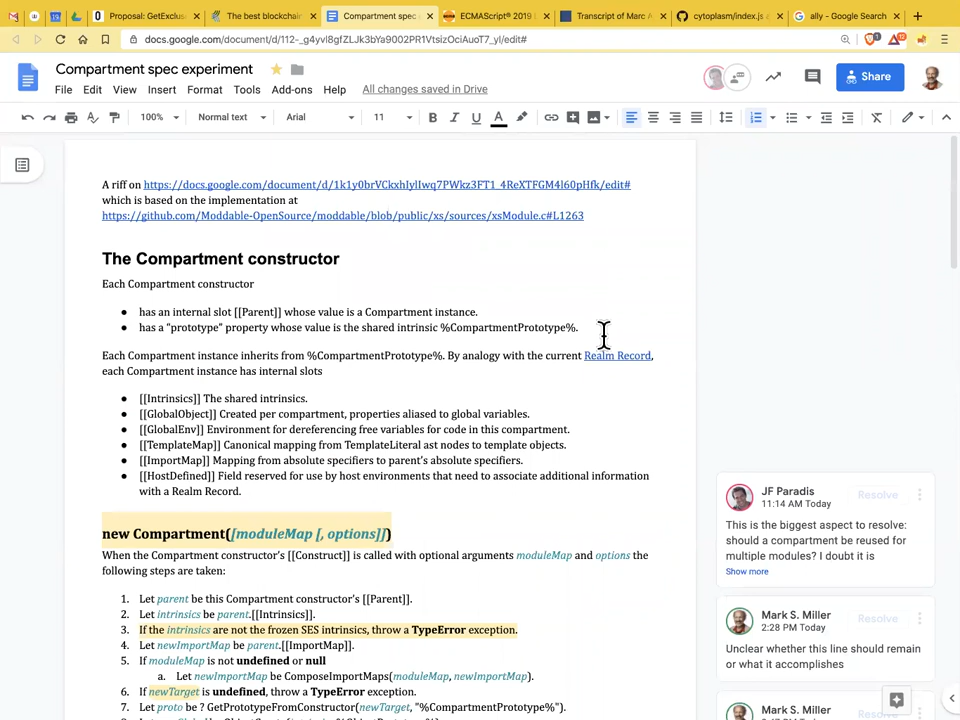 Proposal: GetExclus
The best blockchain
Compartment spec
ECMAScript® 2019
Transcript of Marc
cytoplasm/index.js
ally - Google Search
docs.google.com/document/d/112-_g4yvl8gfZLJk3bYa9002PR1VtsizOciAuoT7_yI/edit#
1
12
Compartment spec experiment
File Edit View Insert Format Tools Add-ons Help All changes saved in Drive
Share
100% Normal text Arial 11 B I U A
A riff on https://docs.google.com/document/d/1k1y0brVCkxhIylIwq7PWkz3FT1_4ReXTFGM4l60pHfk/edit#
which is based on the implementation at
https://github.com/Moddable-OpenSource/moddable/blob/public/xs/sources/xsModule.c#L1263
The Compartment constructor
Each Compartment constructor
● has an internal slot [[Parent]] whose value is a Compartment instance.
● has a "prototype" property whose value is the shared intrinsic %CompartmentPrototype%.
Each Compartment instance inherits from %CompartmentPrototype%. By analogy with the current Realm Record,
each Compartment instance has internal slots
● [[Intrinsics]] The shared intrinsics.
● [[GlobalObject]] Created per compartment, properties aliased to global variables.
● [[GlobalEnv]] Environment for dereferencing free variables for code in this compartment.
● [[TemplateMap]] Canonical mapping from TemplateLiteral ast nodes to template objects.
● [[ImportMap]] Mapping from absolute specifiers to parent's absolute specifiers.
● [[HostDefined]] Field reserved for use by host environments that need to associate additional information
with a Realm Record.
new Compartment([moduleMap [, options]])
When the Compartment constructor's [[Construct]] is called with optional arguments moduleMap and options the
following steps are taken:
1. Let parent be this Compartment constructor's [[Parent]].
2. Let intrinsics be parent.[[Intrinsics]].
3. If the intrinsics are not the frozen SES intrinsics, throw a TypeError exception.
4. Let newImportMap be parent.[[ImportMap]].
5. If moduleMap is not undefined or null
a. Let newImportMap be ComposeImportMaps(moduleMap, newImportMap).
6. If newTarget is undefined, throw a TypeError exception.
7. Let proto be ? GetPrototypeFromConstructor(newTarget, "%CompartmentPrototype%").
JF Paradis
11:14 AM Today
Resolve
This is the biggest aspect to resolve:
should a compartment be reused for
multiple modules? I doubt it is
Show more
Mark S. Miller
2:28 PM Today
Resolve
Unclear whether this line should remain
or what it accomplishes
Mark S. Miller